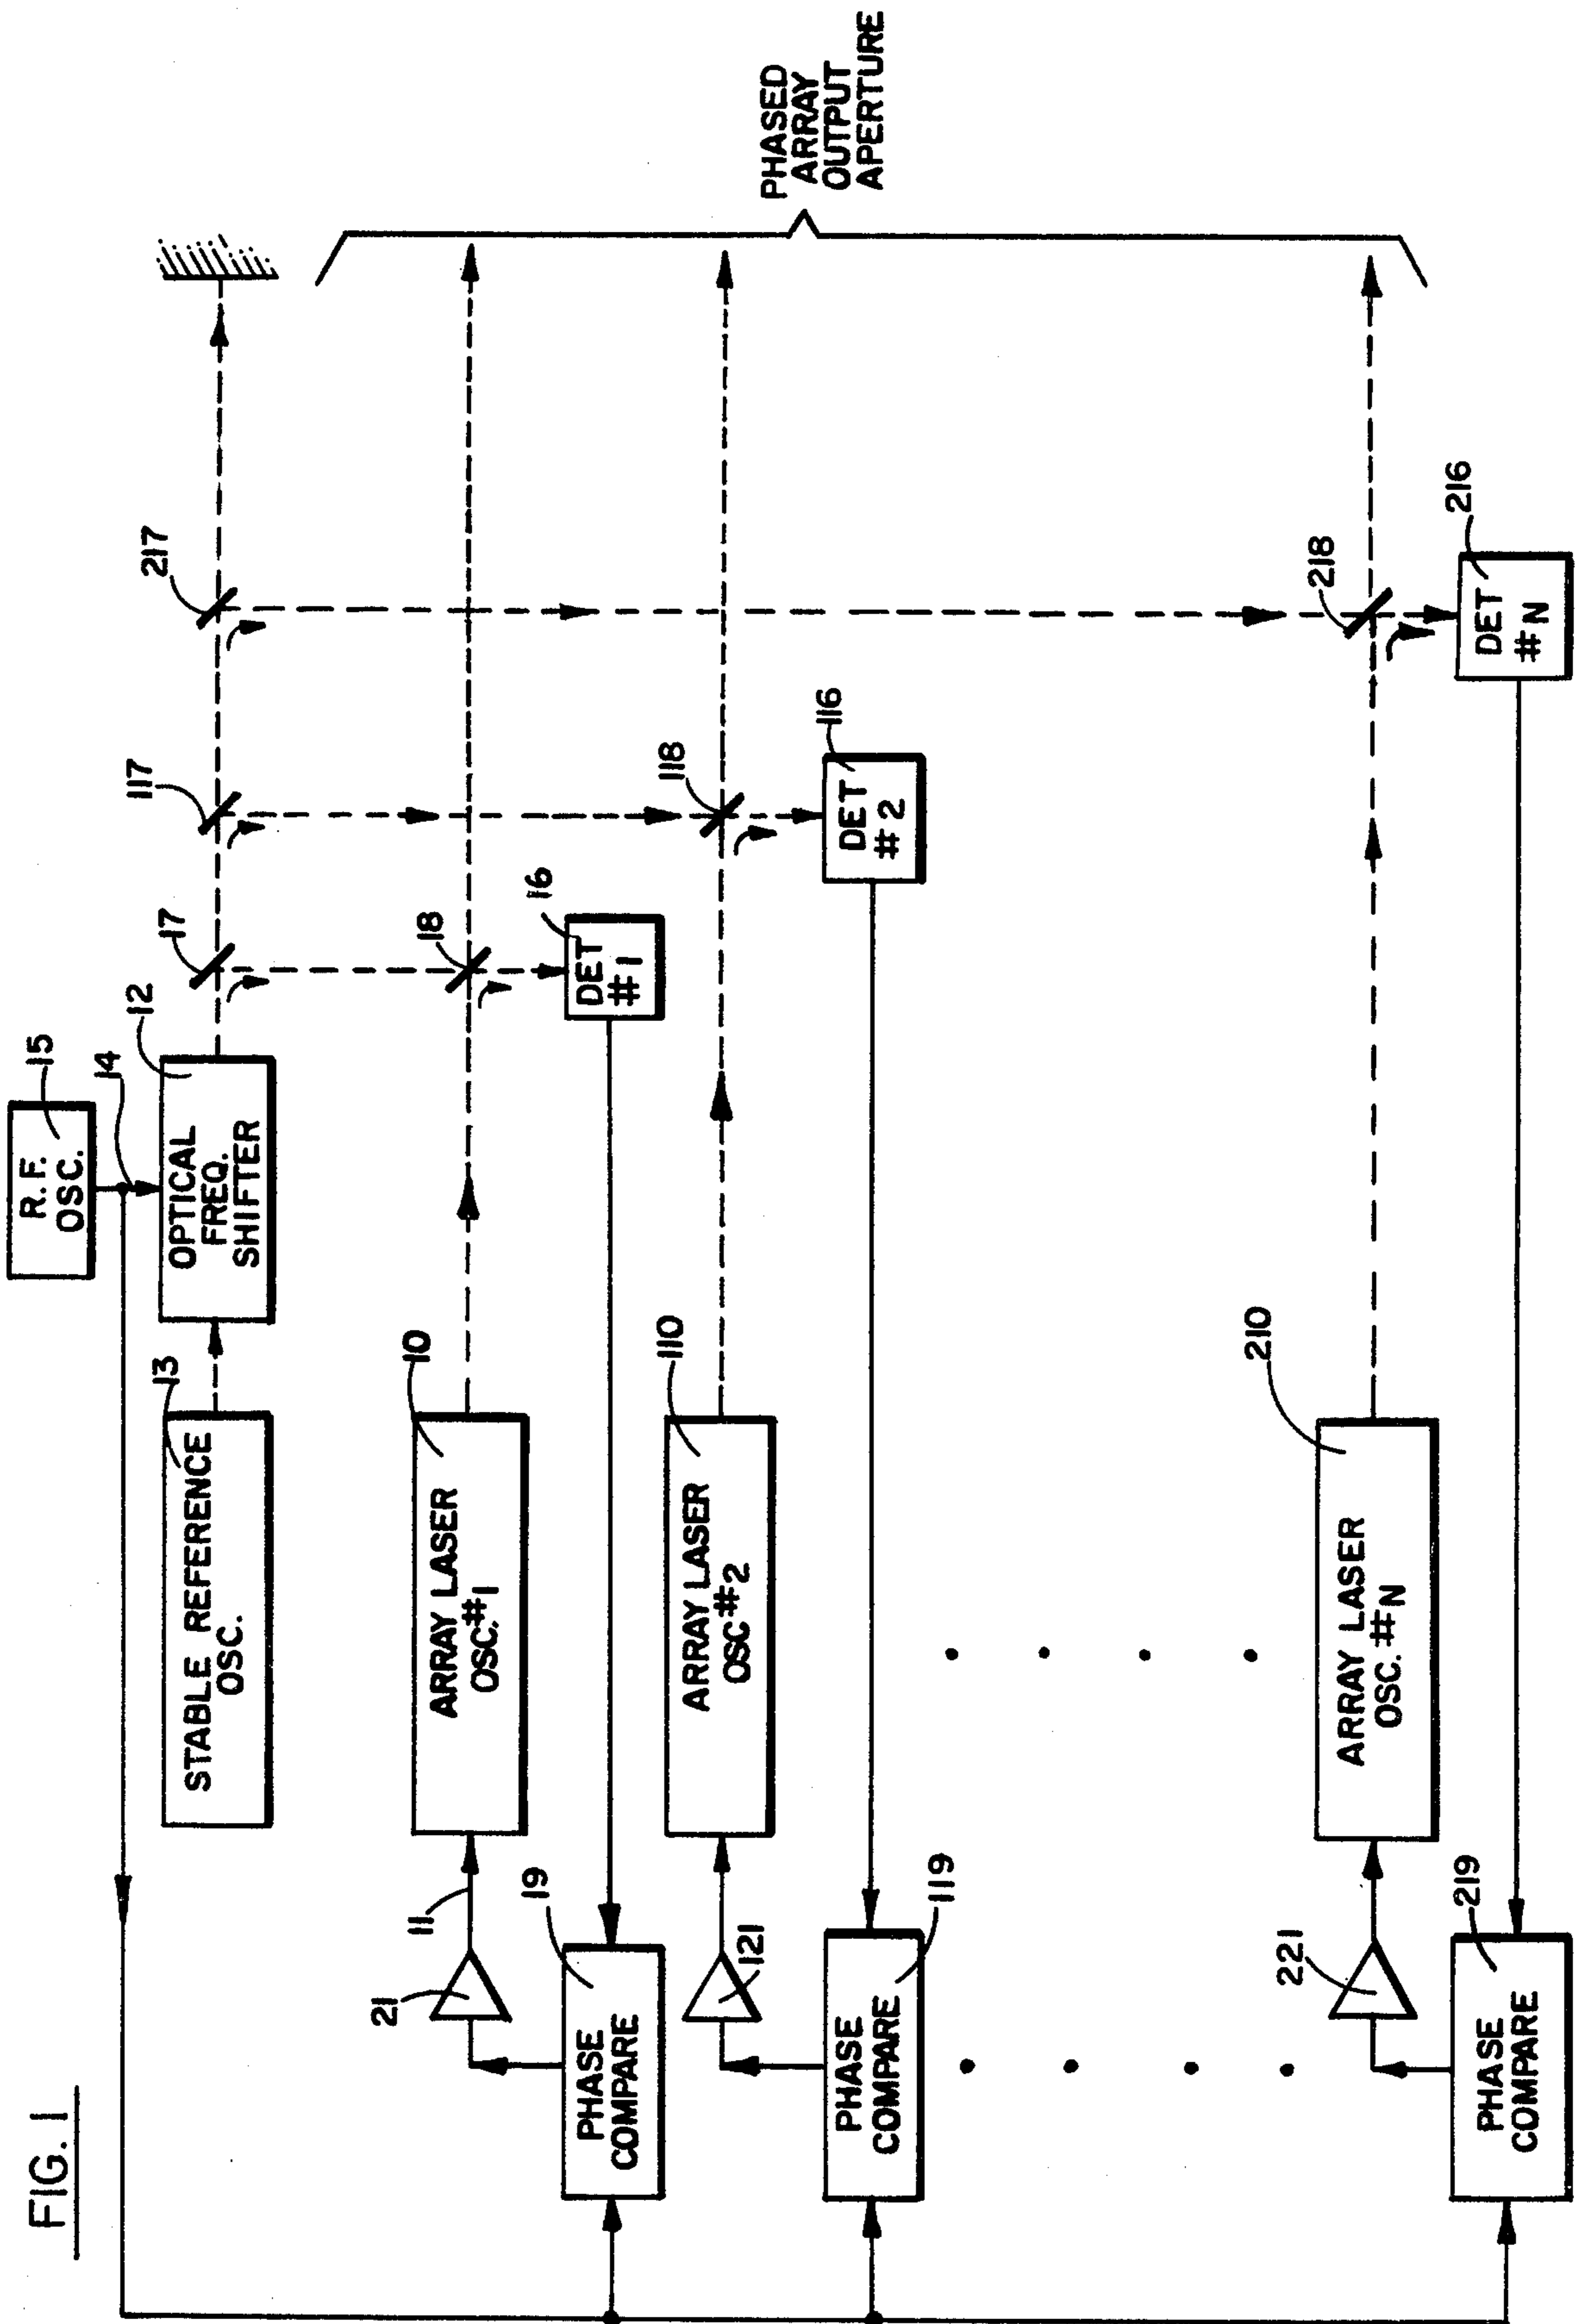 FIG. 1
R. F.
OSC.
15
14
STABLE REFERENCE
OSC.
13
OPTICAL
FREQ.
SHIFTER
12
17
117
217
11
21
ARRAY LASER
OSC.#1
10
18
PHASE
COMPARE
19
DET
#1
16
121
ARRAY LASER
OSC #2
110
118
PHASE
COMPARE
119
DET
#2
116
221
ARRAY LASER
OSC. #N
210
218
PHASE
COMPARE
219
DET
#N
216
PHASED
ARRAY
OUTPUT
APERTURE